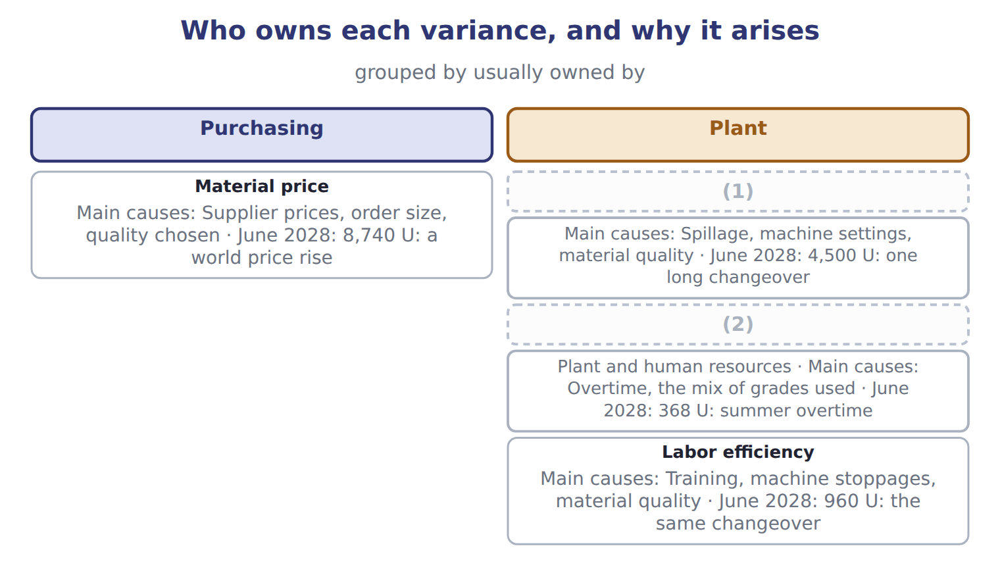 Who owns each variance, and why it arises
grouped by usually owned by
Purchasing
Material price
Main causes: Supplier prices, order size,
quality chosen · June 2028: 8,740 U: a
world price rise
Plant
(1)
Main causes: Spillage, machine settings,
material quality · June 2028: 4,500 U: one
long changeover
(2)
Plant and human resources · Main causes:
Overtime, the mix of grades used · June
2028: 368 U: summer overtime
Labor efficiency
Main causes: Training, machine stoppages,
material quality · June 2028: 960 U: the
same changeover